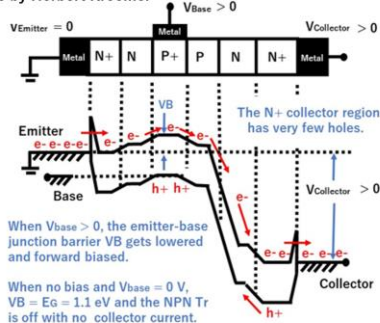 VBase > 0
VEmitter = 0
Metal
VCollector > 0
Metal N+ N P+ P N N+ Metal
VB
The N+ collector region
has very few holes.
Emitter
e- e- e- e-
e-
e-
e-
e-
e-
e-
e-
e- e- e-
Base
h+ h+
VCollector > 0
When Vbase > 0, the emitter-base
junction barrier VB gets lowered
and forward biased.
Collector
When no bias and Vbase = 0 V,
VB = EG = 1.1 eV and the NPN Tr
is off with no collector current.
h+